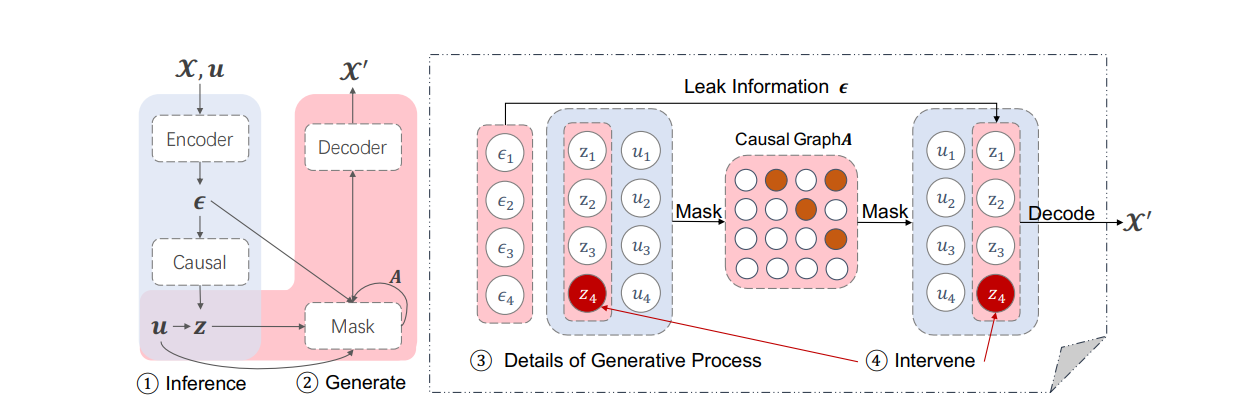 𝒳, u
Encoder
ϵ
Causal
u
z
① Inference
𝒳′
Decoder
A
Mask
② Generate
Leak Information ϵ
ϵ₁
ϵ₂
ϵ₃
ϵ₄
z₁
z₂
z₃
z₄
u₁
u₂
u₃
u₄
Mask
Causal GraphA
Mask
u₁
u₂
u₃
u₄
z₁
z₂
z₃
z₄
Decode
𝒳′
③ Details of Generative Process
④ Intervene